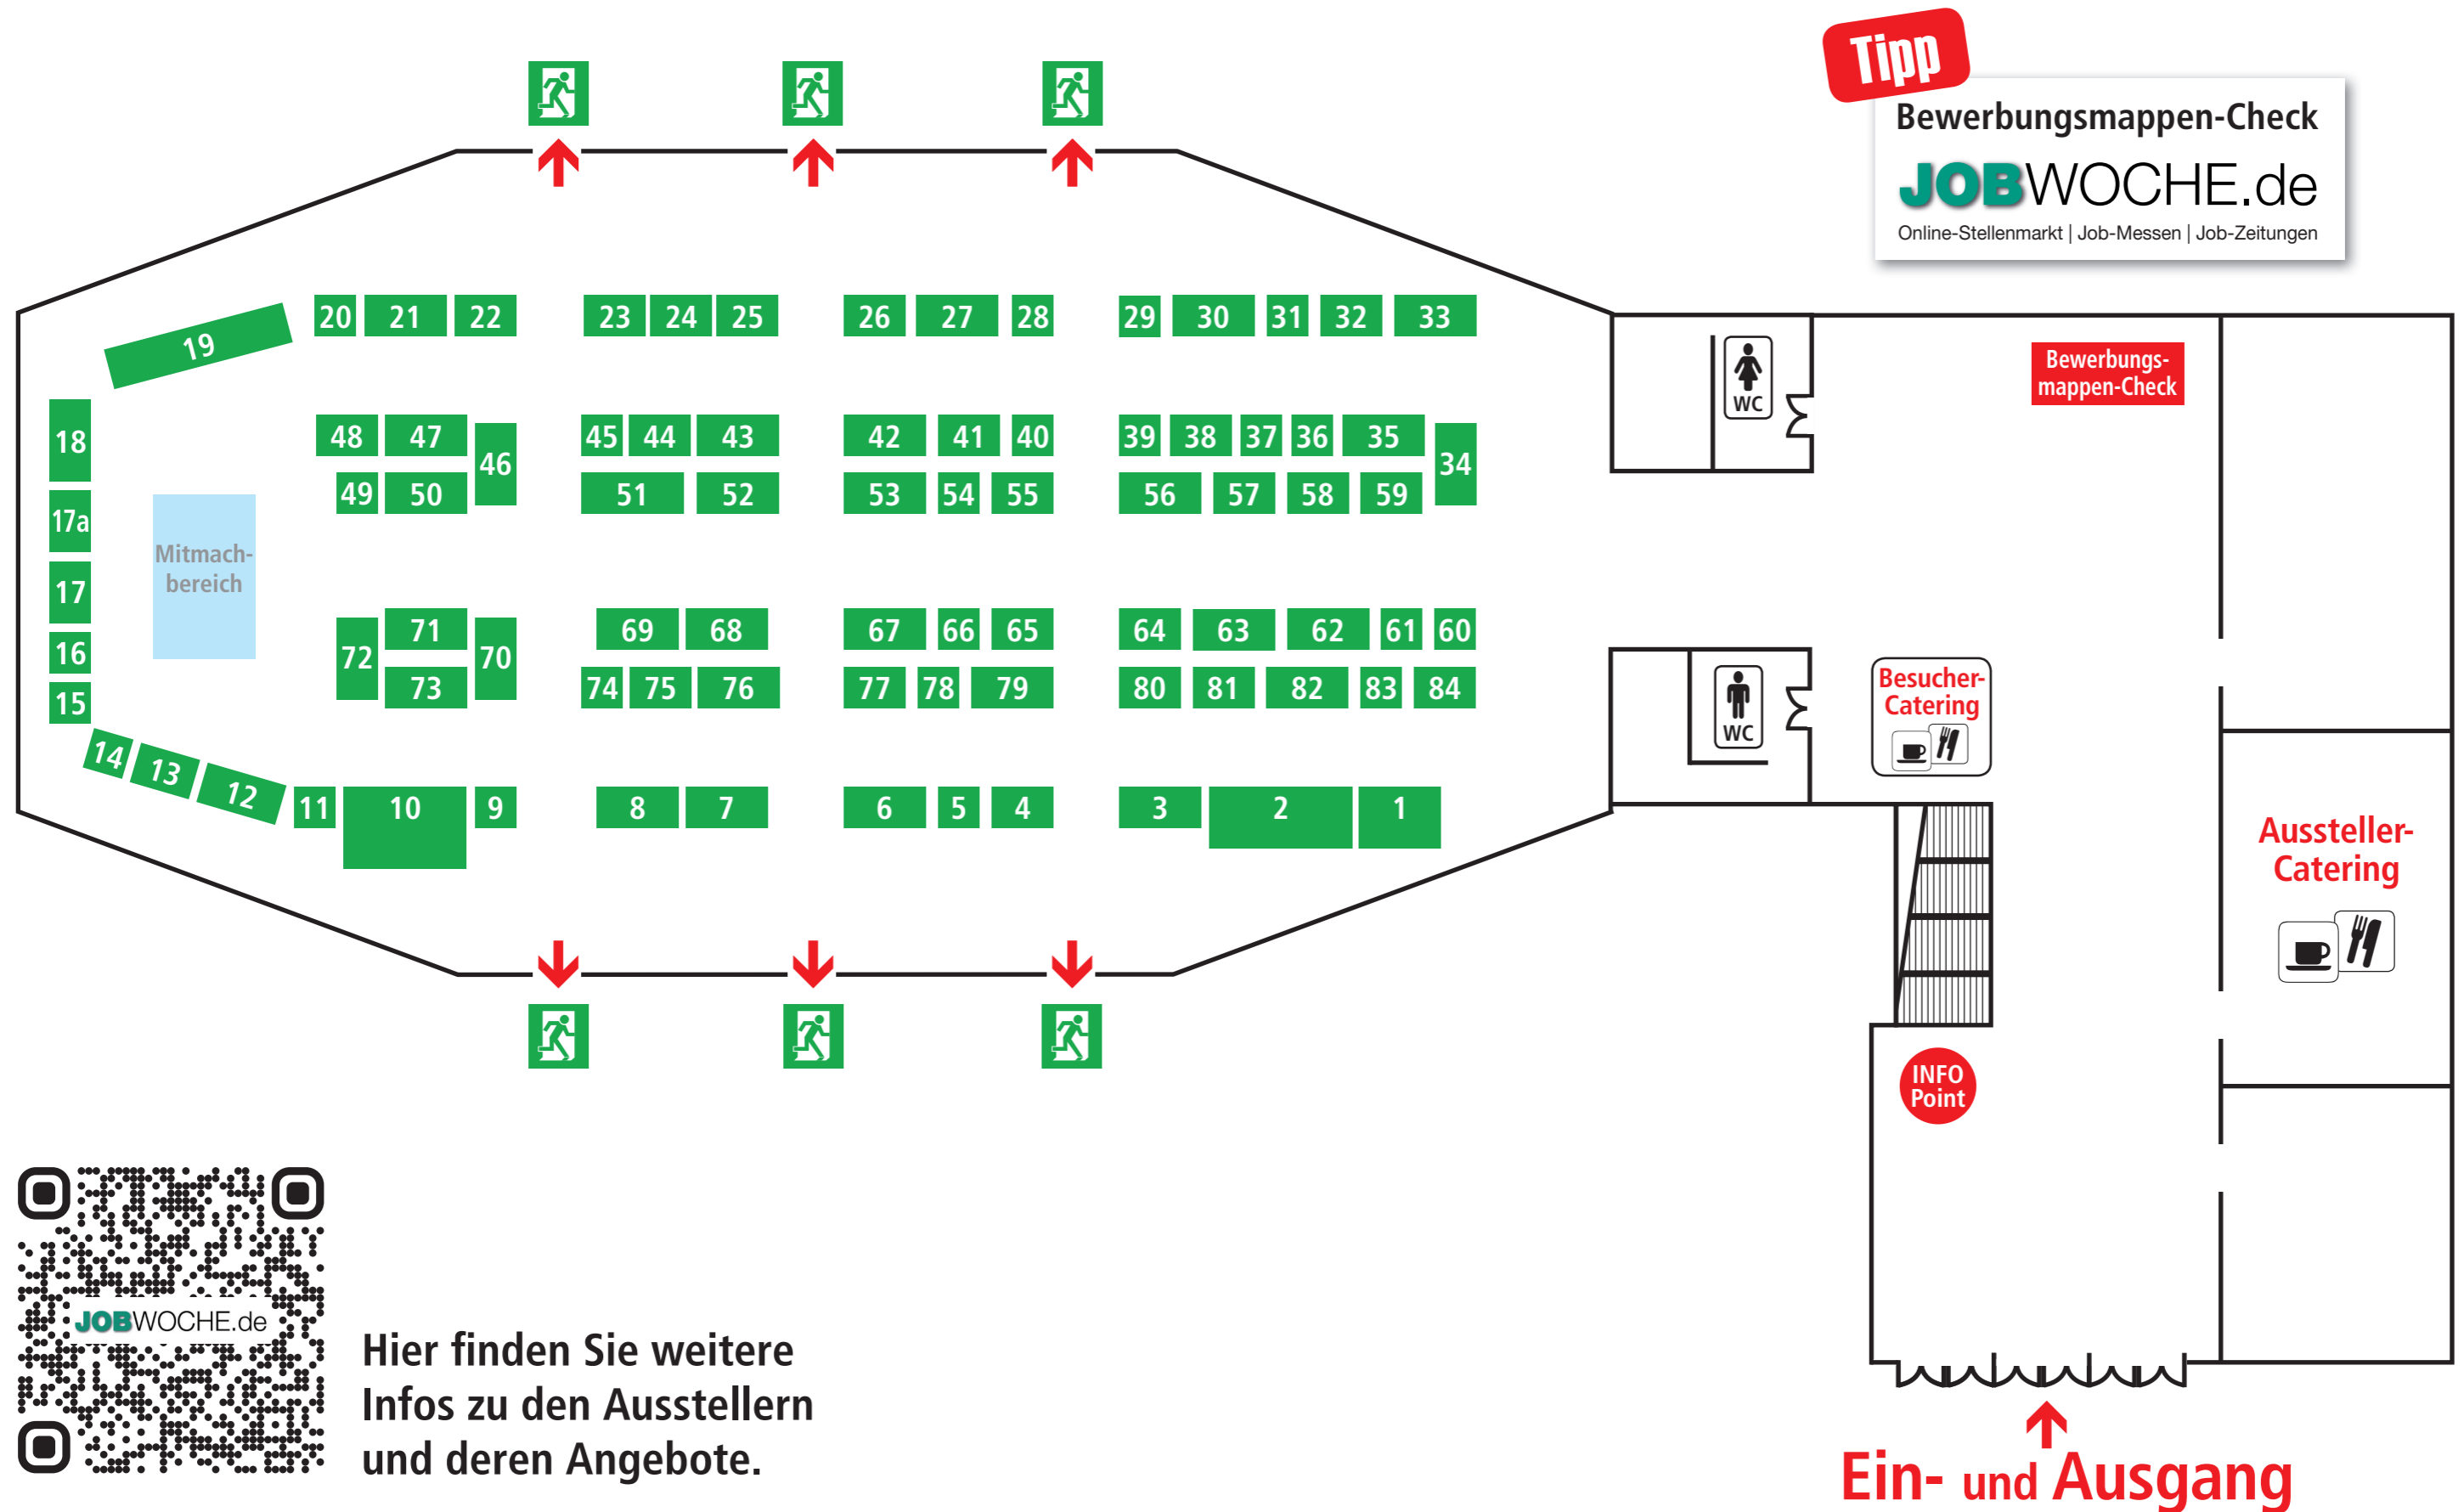 Tipp
Bewerbungsmappen-Check
JOBWOCHE.de
Online-Stellenmarkt | Job-Messen | Job-Zeitungen
20 21 22 23 24 25 26 27 28 29 30 31 32 33
19
Bewerbungs-
mappen-Check
WC
18
48 47 46 45 44 43 42 41 40 39 38 37 36 35 34
49 50 51 52 53 54 55 56 57 58 59
17a
Mitmach-
bereich
17
16
15
72 71 70 69 68 67 66 65 64 63 62 61 60
73 74 75 76 77 78 79 80 81 82 83 84
WC
Besucher-
Catering
14 13 12
11 10 9 8 7 6 5 4 3 2 1
Aussteller-
Catering
INFO
Point
JOBWOCHE.de
Hier finden Sie weitere
Infos zu den Ausstellern
und deren Angebote.
Ein- und Ausgang